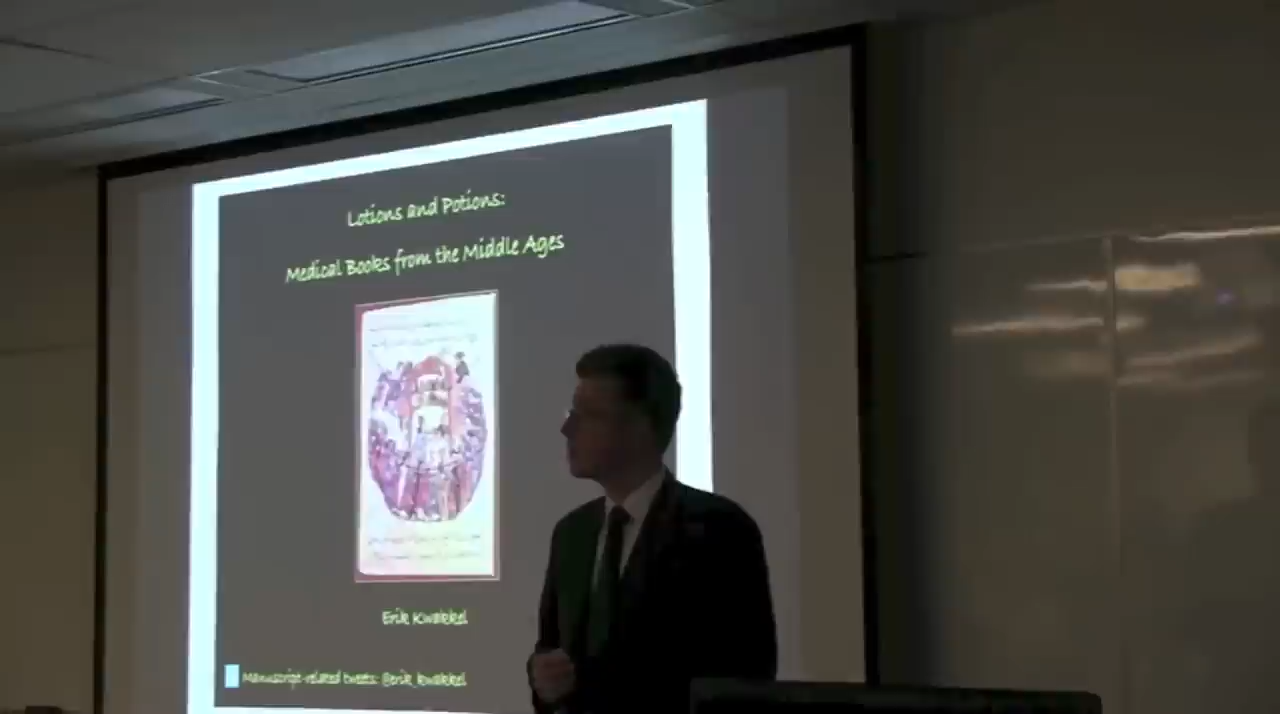 Lotions and Potions:
Medical Books from the Middle Ages
Erik Kwakkel
Manuscript-related tweets: @erik_kwakkel